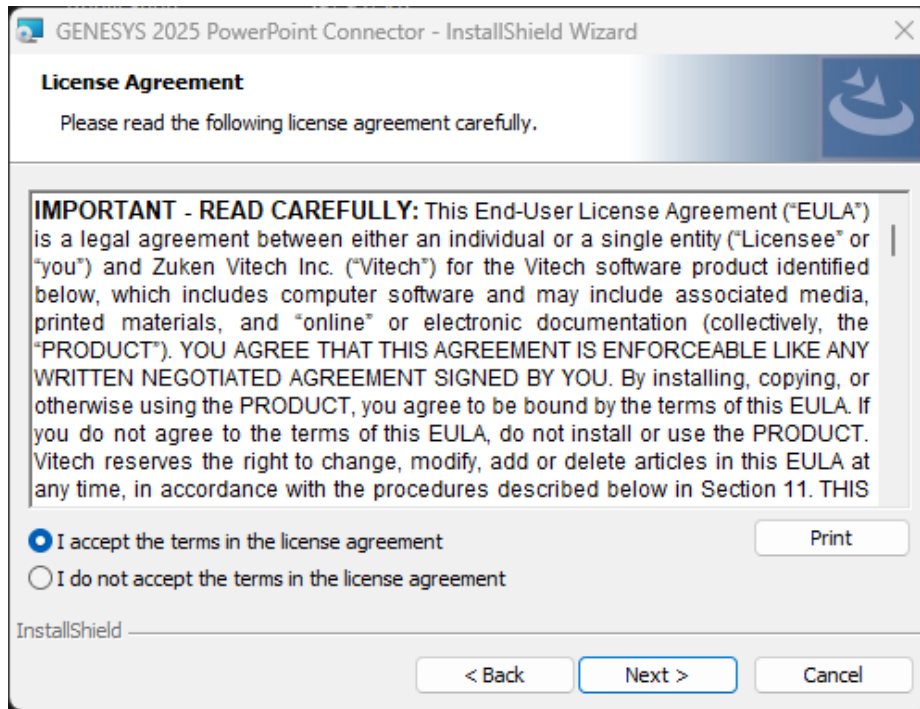 GENESYS 2025 PowerPoint Connector - InstallShield Wizard
License Agreement
Please read the following license agreement carefully.
IMPORTANT - READ CAREFULLY: This End-User License Agreement (“EULA”)
is a legal agreement between either an individual or a single entity (“Licensee” or
“you”) and Zuken Vitech Inc. (“Vitech”) for the Vitech software product identified
below, which includes computer software and may include associated media,
printed materials, and “online” or electronic documentation (collectively, the
“PRODUCT”). YOU AGREE THAT THIS AGREEMENT IS ENFORCEABLE LIKE ANY
WRITTEN NEGOTIATED AGREEMENT SIGNED BY YOU. By installing, copying, or
otherwise using the PRODUCT, you agree to be bound by the terms of this EULA. If
you do not agree to the terms of this EULA, do not install or use the PRODUCT.
Vitech reserves the right to change, modify, add or delete articles in this EULA at
any time, in accordance with the procedures described below in Section 11. THIS
I accept the terms in the license agreement
Print
I do not accept the terms in the license agreement
InstallShield
< Back
Next >
Cancel